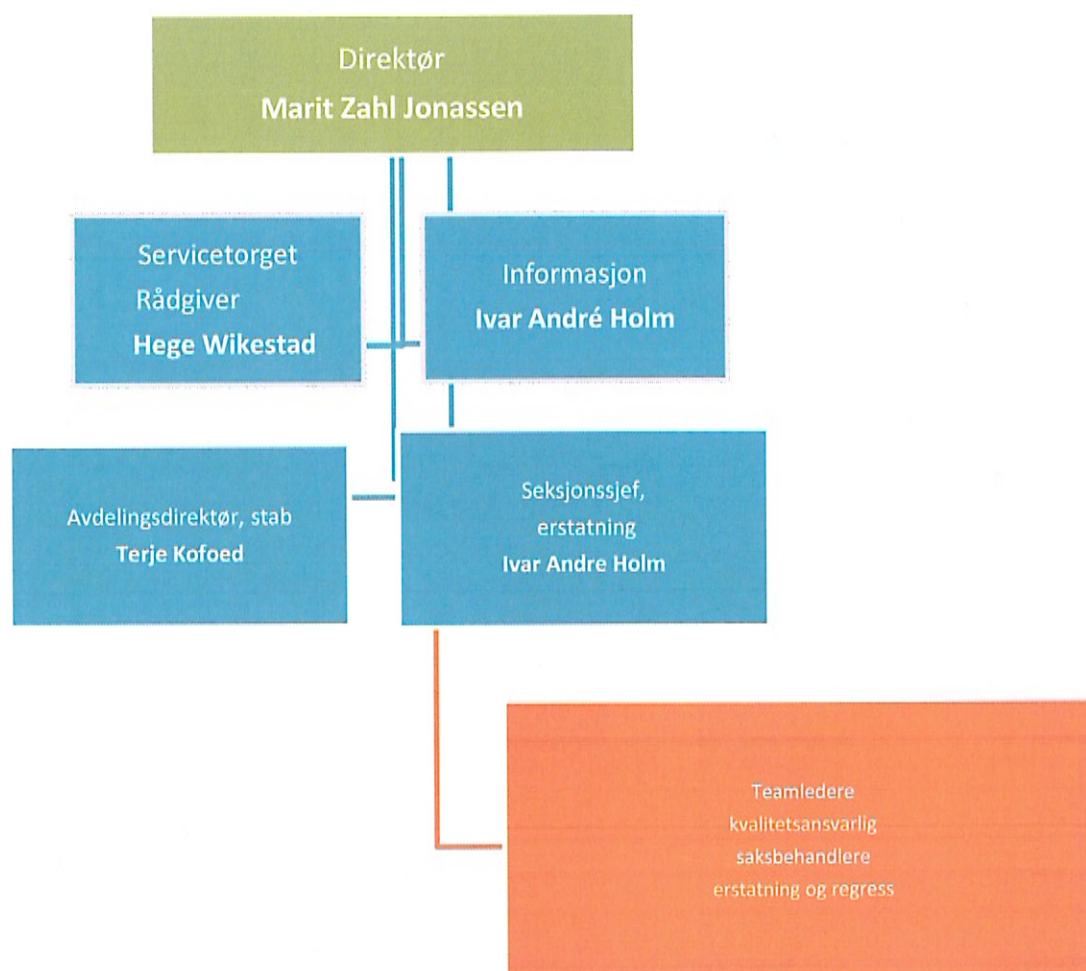 Direktør
Marit Zahl Jonassen
Servicetorget
Rådgiver
Hege Wikestad
Informasjon
Ivar André Holm
Avdelingsdirektør, stab
Terje Kofoed
Seksjonssjef,
erstatning
Ivar Andre Holm
Teamledere
kvalitetsansvarlig
saksbehandlere
erstatning og regress